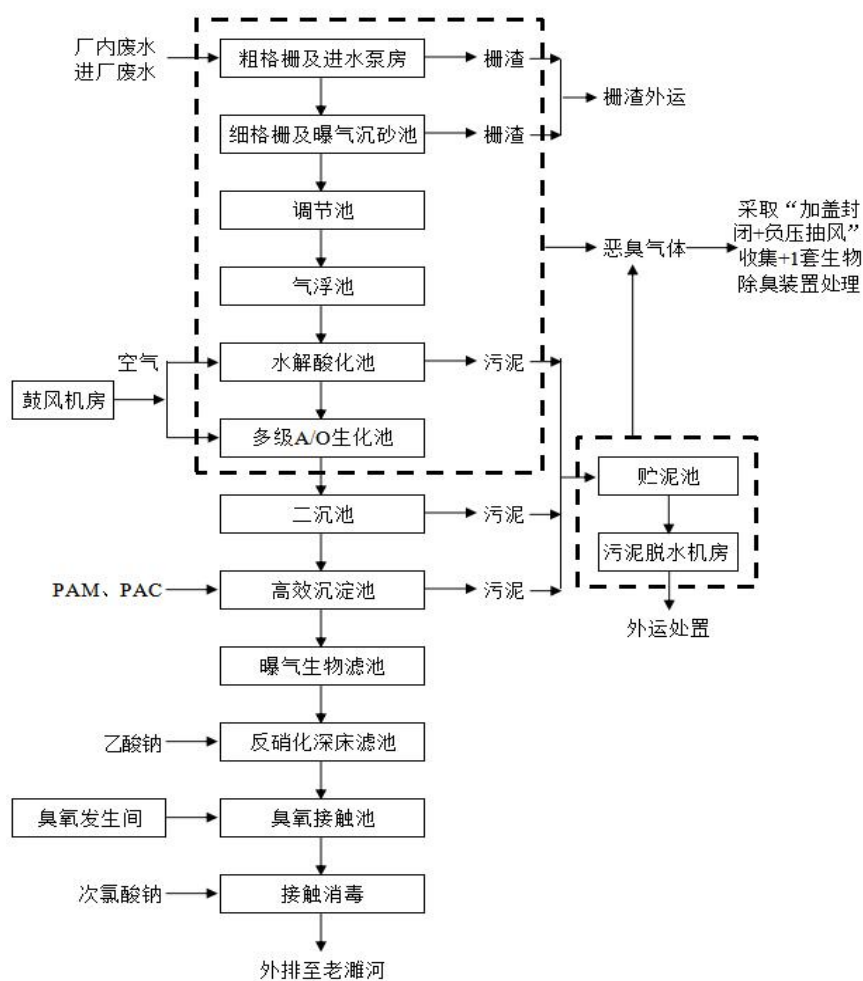 厂内废水
进厂废水
粗格栅及进水泵房
栅渣
栅渣外运
细格栅及曝气沉砂池
栅渣
调节池
采取“加盖封
闭+负压抽风”
收集+1套生物
除臭装置处理
恶臭气体
气浮池
空气
水解酸化池
污泥
鼓风机房
多级A/O生化池
贮泥池
二沉池
污泥
污泥脱水机房
PAM、PAC
高效沉淀池
污泥
外运处置
曝气生物滤池
乙酸钠
反硝化深床滤池
臭氧发生间
臭氧接触池
次氯酸钠
接触消毒
外排至老濉河